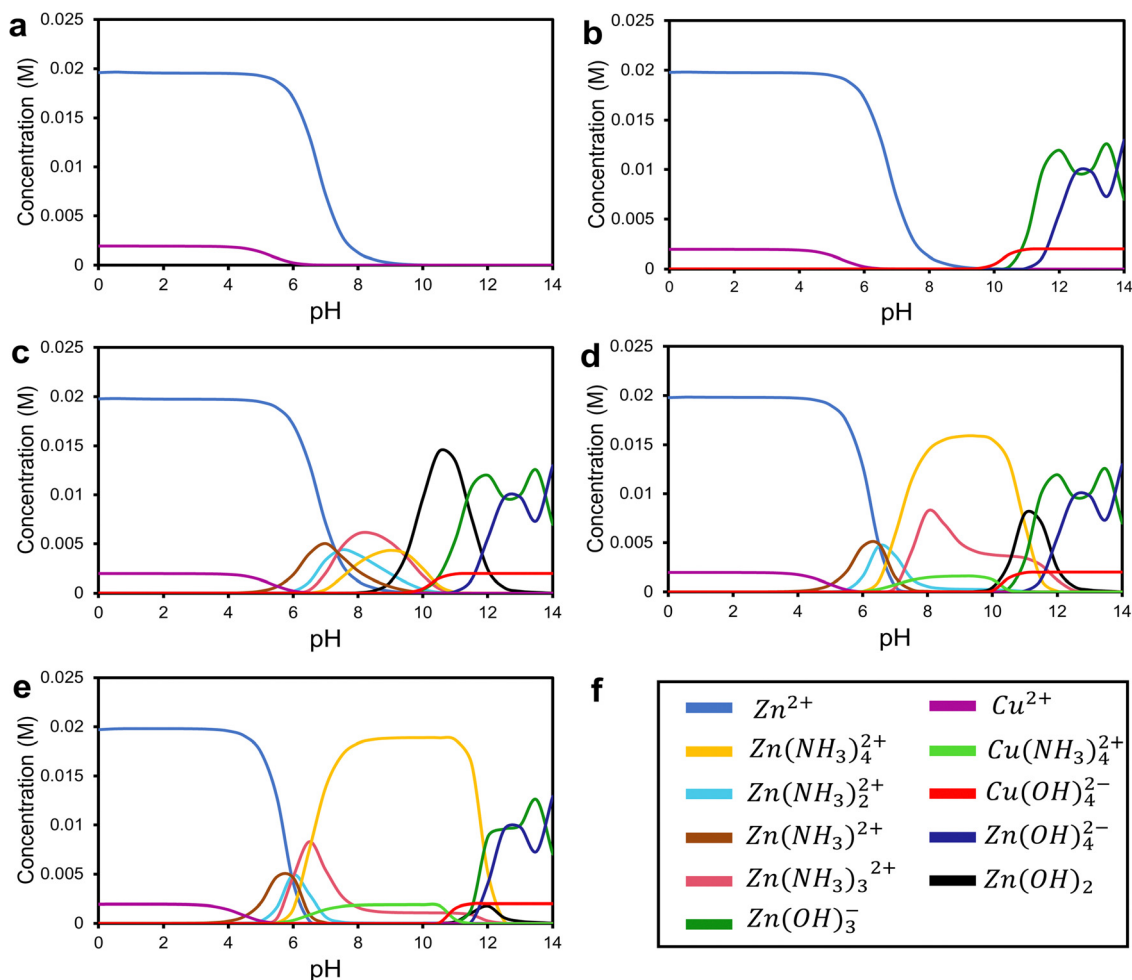 a
Concentration (M)
0.025
0.02
0.015
0.01
0.005
0
0 2 4 6 8 10 12 14
pH
b
Concentration (M)
0.025
0.02
0.015
0.01
0.005
0
0 2 4 6 8 10 12 14
pH
c
Concentration (M)
0.025
0.02
0.015
0.01
0.005
0
0 2 4 6 8 10 12 14
pH
d
Concentration (M)
0.025
0.02
0.015
0.01
0.005
0
0 2 4 6 8 10 12 14
pH
e
Concentration (M)
0.025
0.02
0.015
0.01
0.005
0
0 2 4 6 8 10 12 14
pH
f
Zn²⁺
Zn(NH₃)₄²⁺
Zn(NH₃)₂²⁺
Zn(NH₃)²⁺
Zn(NH₃)₃²⁺
Zn(OH)₃⁻
Cu²⁺
Cu(NH₃)₄²⁺
Cu(OH)₄²⁻
Zn(OH)₄²⁻
Zn(OH)₂